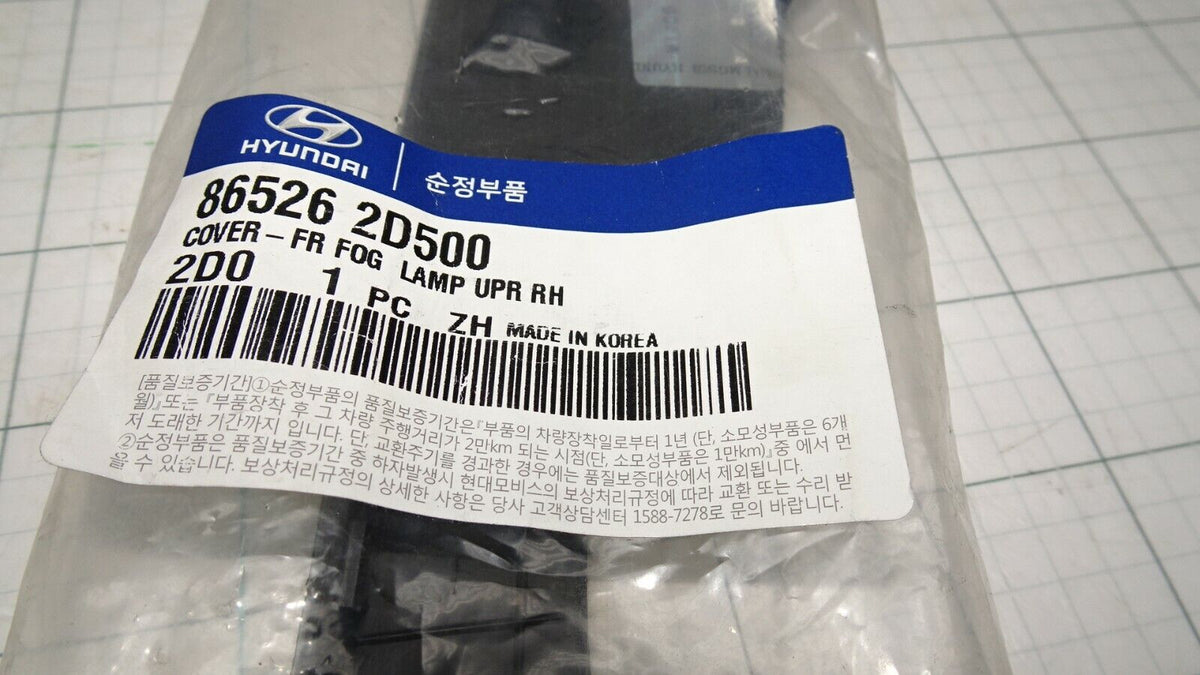 HYUNDAI
순정부품
86526 2D500
COVER-FR FOG LAMP UPR RH
2D0 1 PC ZH MADE IN KOREA
[품질보증기간]①순정부품의 품질보증기간은『부품의 차량장착일로부터 1년 (단, 소모성부품은 6개
월)』또는『부품장착 후 그 차량 주행거리가 2만km 되는 시점(단, 소모성부품은 1만km)』중 에서 먼
저 도래한 기간까지 입니다. 단 교환주기를 경과한 경우에는 품질보증대상에서 제외됩니다.
②순정부품은 품질보증기간 중 하자발생시 현대모비스의 보상처리규정에 따라 교환 또는 수리 받
을 수 있습니다. 보상처리규정의 상세한 사항은 당사 고객상담센터 1588-7278로 문의 바랍니다.